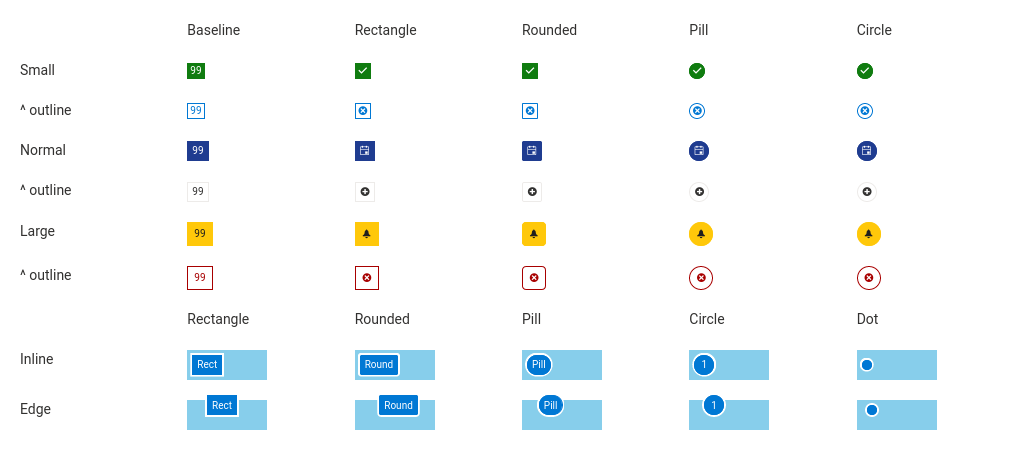 Baseline Rectangle Rounded Pill Circle
Small 99
^ outline 99
Normal 99
^ outline 99
Large 99
^ outline 99
Rectangle Rounded Pill Circle Dot
Inline Rect Round Pill 1
Edge Rect Round Pill 1